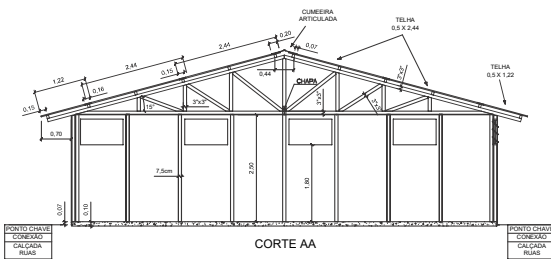 CUMEEIRA
ARTICULADA
TELHA
0,5 X 2,44
TELHA
0,5 X 1,22
0,20
0,07
2,44
2,44
1,22
0,15
0,16
0,15
0,44
CHAPA
3"x3"
3"x3"
3"x3"
3"x3"
15°
0,70
7,5cm
2,50
1,80
0,07
0,10
PONTO CHAVE
CONEXÃO
CALÇADA
RUAS
CORTE AA
PONTO CHAVE
CONEXÃO
CALÇADA
RUAS